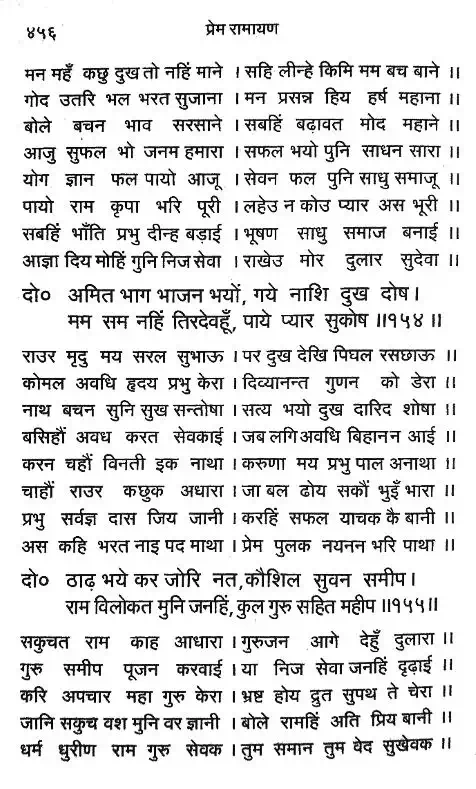 ४५६ प्रेम रामायण
मन महँ कछु दुख तो नहिं माने । सहि लीन्हे किमि मम बच बाने ।।
गोद उतरि भल भरत सुजाना । मन प्रसन्न हिय हर्ष महाना ।।
बोले बचन भाव सरसाने । सबहिं बढ़ावत मोद महाने ।।
आजु सुफल भो जनम हमारा । सफल भयो पुनि साधन सारा ।।
योग ज्ञान फल पायो आजू । सेवन फल पुनि साधु समाजू ।।
पायो राम कृपा भरि पूरी । लहेउ न कोउ प्यार अस भूरी ।।
सबहिं भाँति प्रभु दीन्ह बड़ाई । भूषण साधु समाज बनाई ।।
आज्ञा दिय मोहिं गुनि निज सेवा । राखेउ मोर दुलार सुदेवा ।।
दो० अमित भाग भाजन भयों, गये नाशि दुख दोष ।
मम सम नहिं तिरदेवहूँ, पाये प्यार सुकोष ।।१५४।।
राउर मृदु मय सरल सुभाऊ । पर दुख देखि पिघल रसछाऊ ।।
कोमल अवधि हृदय प्रभु केरा । दिव्यानन्त गुणन को डेरा ।।
नाथ बचन सुनि सुख सन्तोषा । सत्य भयो दुख दारिद शोषा ।।
बसिहौं अवध करत सेवकाई । जब लगि अवधि बिहानन आई ।।
करन चहौं विनती इक नाथा । करुणा मय प्रभु पाल अनाथा ।।
चाहौं राउर कछुक अधारा । जा बल ढोय सकौं भुइँ भारा ।।
प्रभु सर्वज्ञ दास जिय जानी । करहिं सफल याचक कै बानी ।।
अस कहि भरत नाइ पद माथा । प्रेम पुलक नयनन भरि पाथा ।।
दो० ठाढ़ भये कर जोरि नत, कौशिल सुवन समीप ।
राम विलोकत मुनि जनहिं, कुल गुरु सहित महीप ।।१५५।।
सकुचत राम काह आधारा । गुरुजन आगे देहुँ दुलारा ।।
गुरु समीप पूजन करवाई । या निज सेवा जनहिं दृढ़ाई ।।
करि अपचार महा गुरु केरा । भ्रष्ट होय द्रुत सुपथ ते चेरा ।।
जानि सकुच वश मुनि वर ज्ञानी । बोले रामहिं अति प्रिय बानी ।।
धर्म धुरीण राम गुरु सेवक । तुम समान तुम वेद सुखेवक ।।